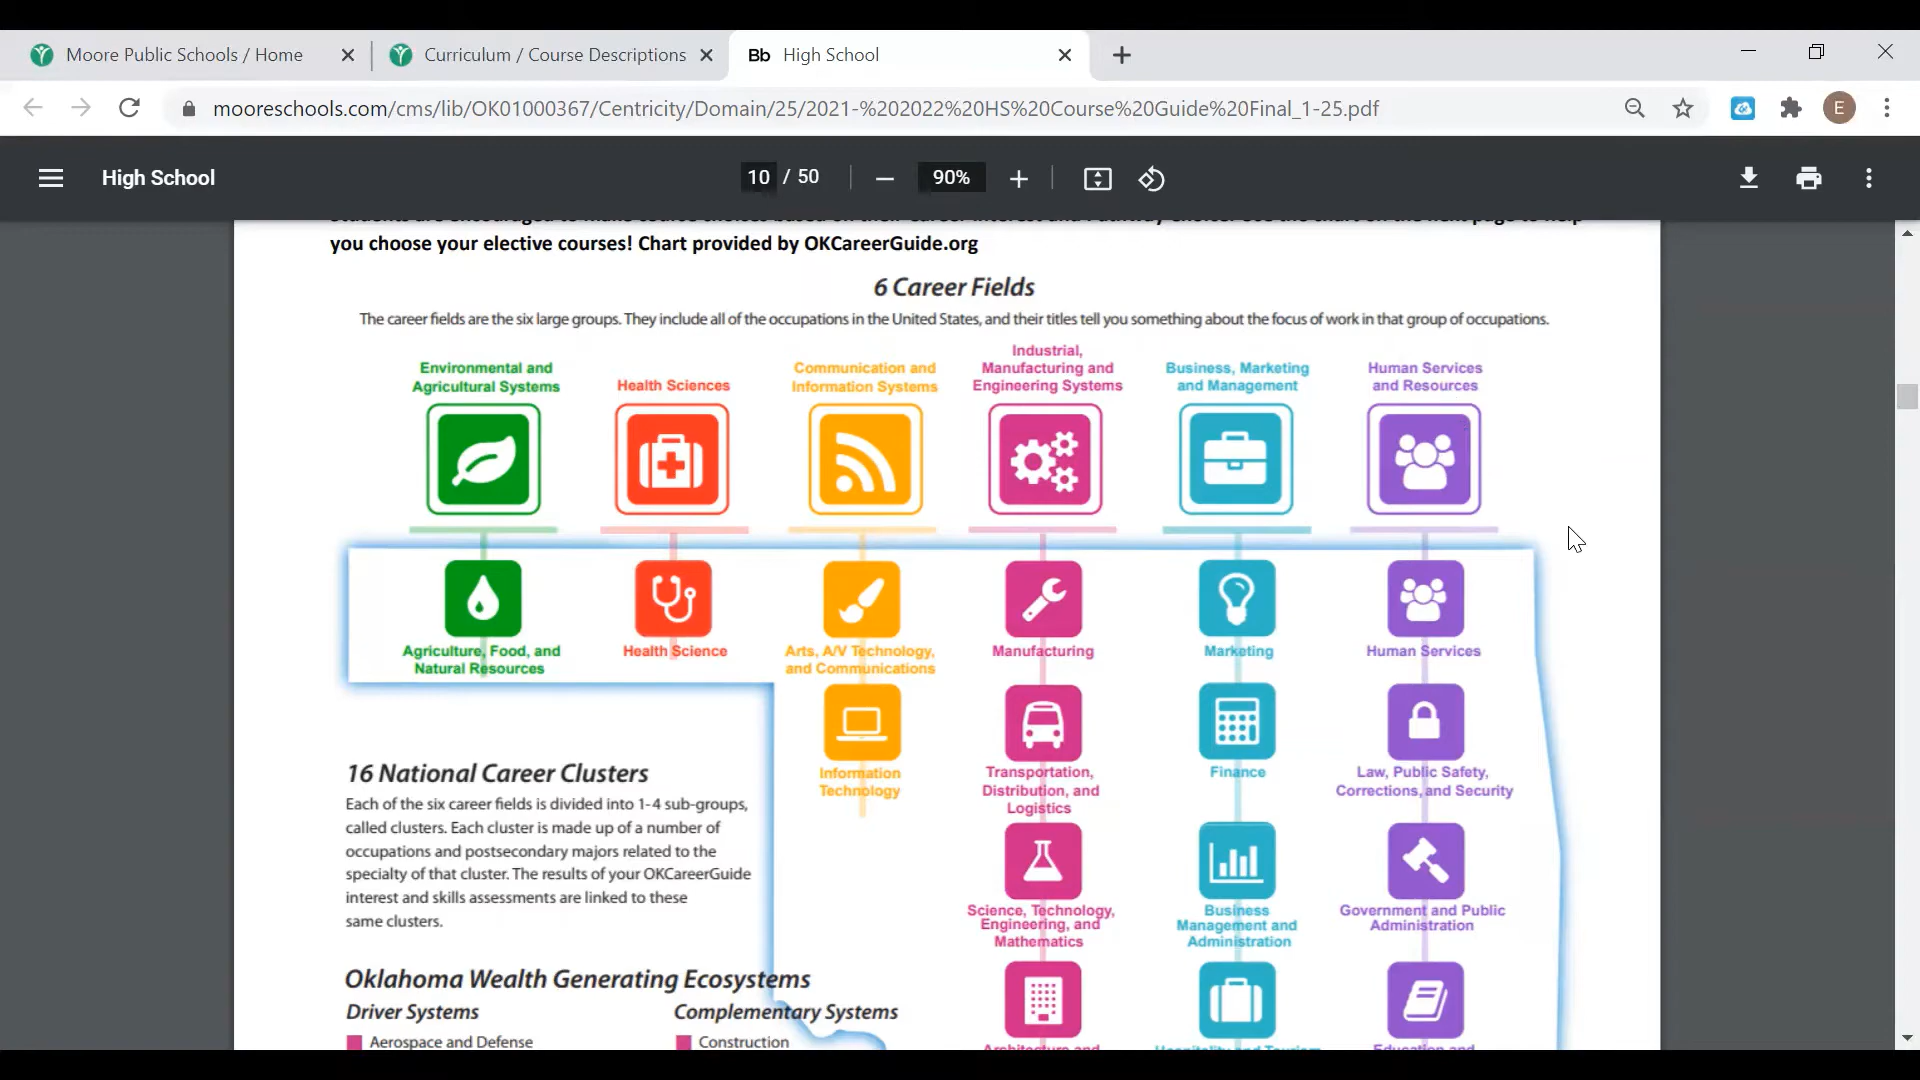 Moore Public Schools / Home
Curriculum / Course Descriptions
Bb High School
mooreschools.com/cms/lib/OK01000367/Centricity/Domain/25/2021-%202022%20HS%20Course%20Guide%20Final_1-25.pdf
E
High School
10 / 50
90%
you choose your elective courses! Chart provided by OKCareerGuide.org
6 Career Fields
The career fields are the six large groups. They include all of the occupations in the United States, and their titles tell you something about the focus of work in that group of occupations.
Environmental and
Agricultural Systems
Health Sciences
Communication and
Information Systems
Industrial,
Manufacturing and
Engineering Systems
Business, Marketing
and Management
Human Services
and Resources
Agriculture, Food, and
Natural Resources
Health Science
Arts, A/V Technology,
and Communications
Manufacturing
Marketing
Human Services
Information
Technology
Transportation,
Distribution, and
Logistics
Finance
Law, Public Safety,
Corrections, and Security
16 National Career Clusters
Each of the six career fields is divided into 1-4 sub-groups,
called clusters. Each cluster is made up of a number of
occupations and postsecondary majors related to the
specialty of that cluster. The results of your OKCareerGuide
interest and skills assessments are linked to these
same clusters.
Science, Technology,
Engineering, and
Mathematics
Business
Management and
Administration
Government and Public
Administration
Oklahoma Wealth Generating Ecosystems
Driver Systems
Complementary Systems
Aerospace and Defense
Construction
Architecture and
Hospitality and Tourism
Education and